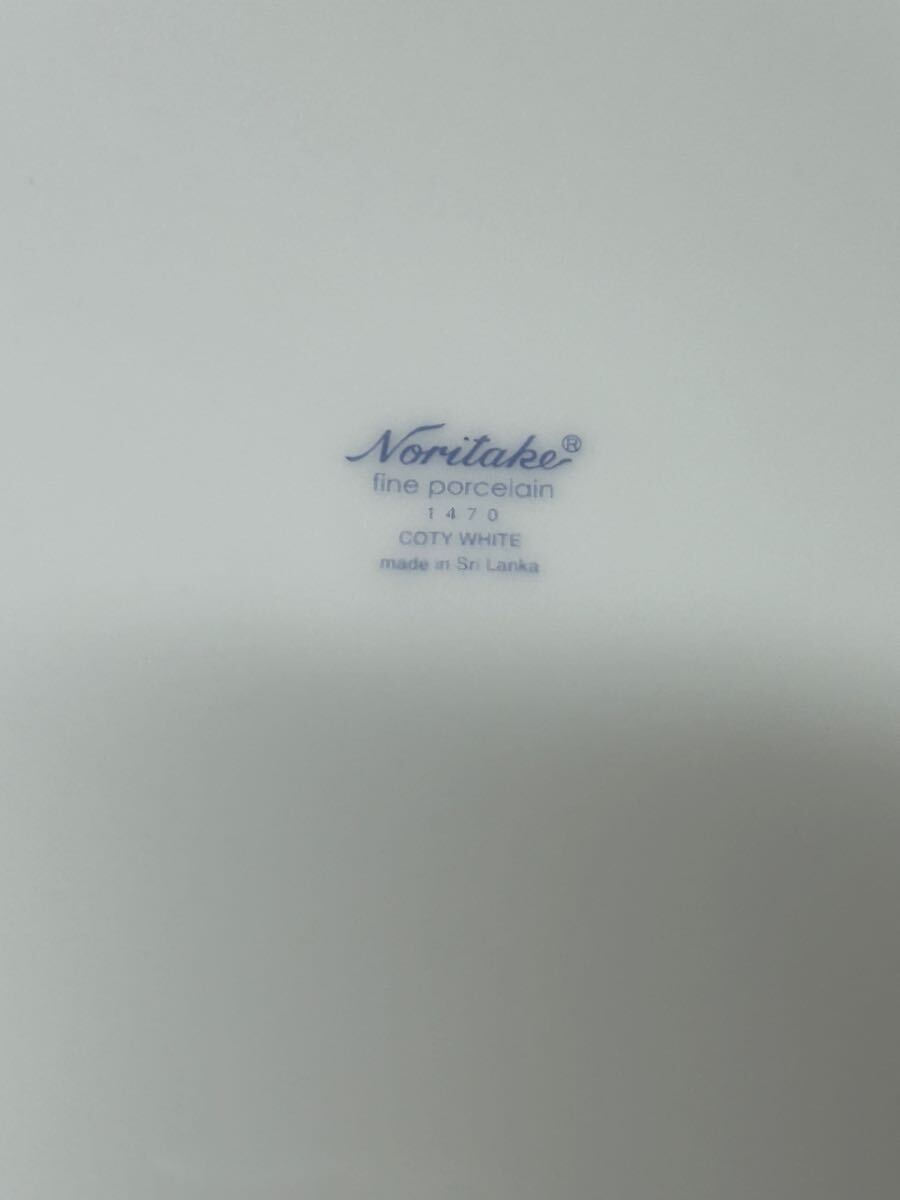 Noritake®
fine porcelain
1470
COTY WHITE
made in Sri Lanka